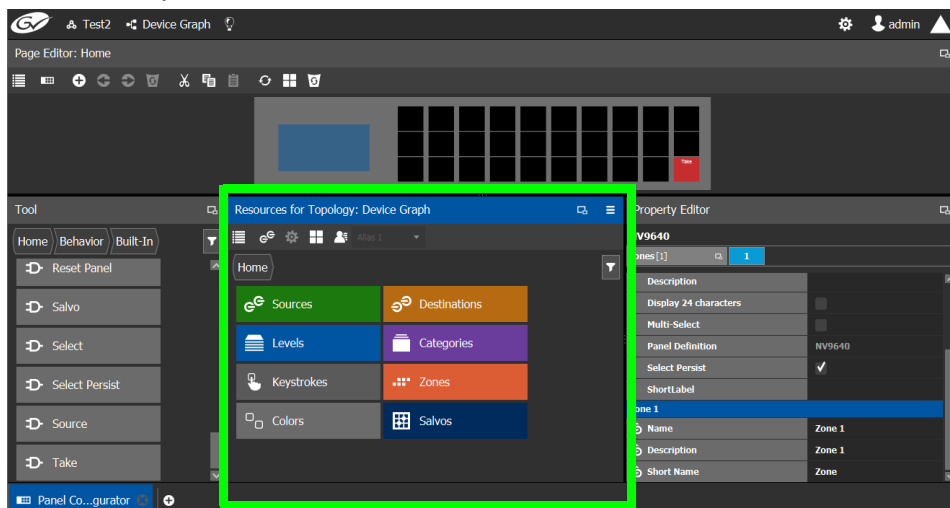 GV Test2 Device Graph admin
Page Editor: Home
Take
Tool
Home Behavior Built-In
Reset Panel
Salvo
Select
Select Persist
Source
Take
Resources for Topology: Device Graph
Alias 1
Home
Sources Destinations
Levels Categories
Keystrokes Zones
Colors Salvos
Property Editor
NV9640
ones [1] 1
Description
Display 24 characters
Multi-Select
Panel Definition NV9640
Select Persist
ShortLabel
one 1
Name Zone 1
Description Zone 1
Short Name Zone
Panel Co...gurator